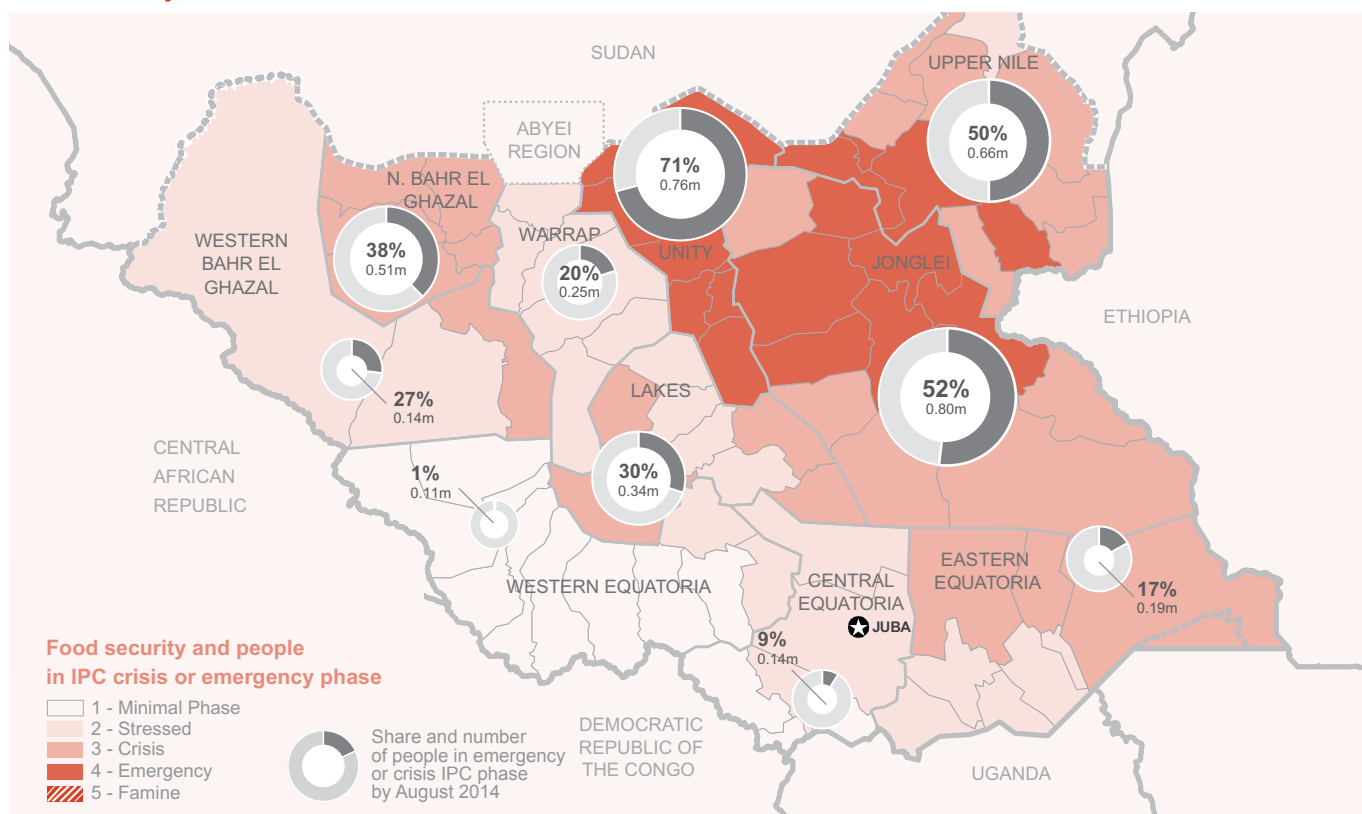 SUDAN
UPPER NILE
50%
0.66m
ABYEI
REGION
71%
0.76m
N. BAHR EL
GHAZAL
WESTERN
BAHR EL
GHAZAL
38%
0.51m
WARRAP
20%
0.25m
UNITY
JONGLEI
ETHIOPIA
27%
0.14m
LAKES
52%
0.80m
CENTRAL
AFRICAN
REPUBLIC
1%
0.11m
30%
0.34m
WESTERN EQUATORIA
CENTRAL
EQUATORIA
JUBA
EASTERN
EQUATORIA
17%
0.19m
9%
0.14m
Food security and people
in IPC crisis or emergency phase
1 - Minimal Phase
2 - Stressed
3 - Crisis
4 - Emergency
5 - Famine
Share and number
of people in emergency
or crisis IPC phase
by August 2014
DEMOCRATIC
REPUBLIC OF
THE CONGO
UGANDA